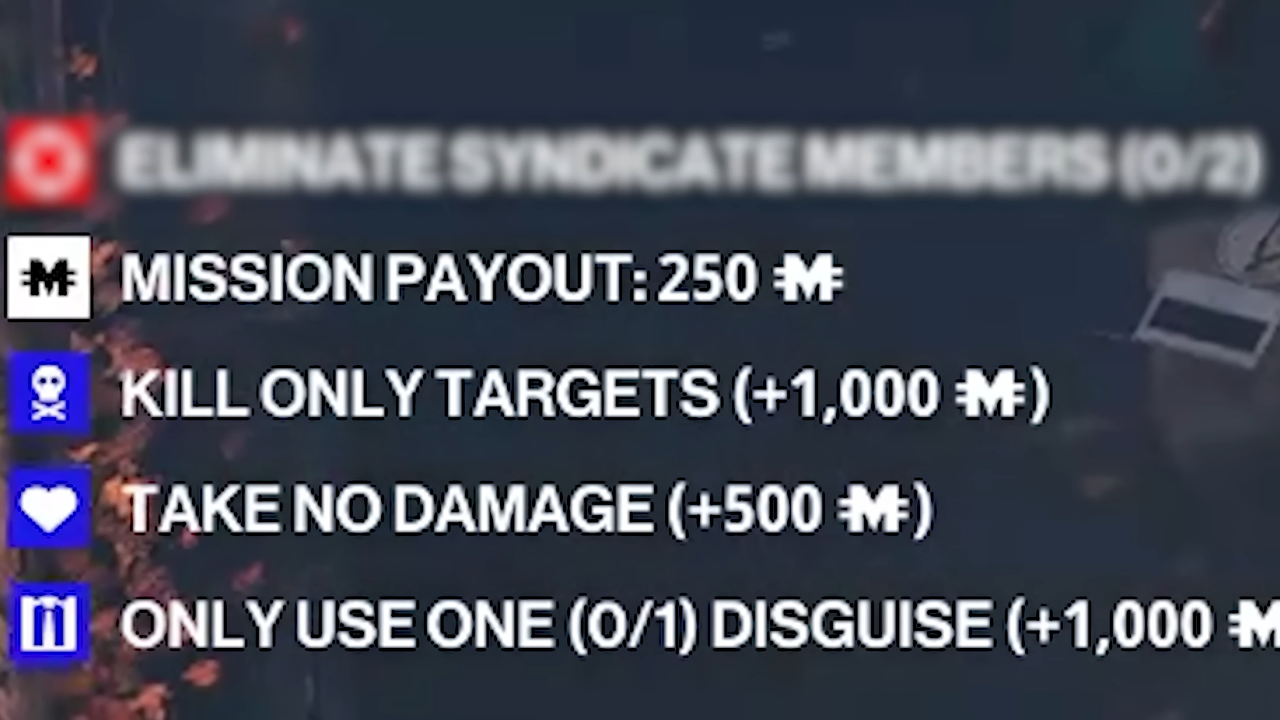 ELIMINATE SYNDICATE MEMBERS (0/2)
MISSION PAYOUT: 250 M
KILL ONLY TARGETS (+1,000 M)
TAKE NO DAMAGE (+500 M)
ONLY USE ONE (0/1) DISGUISE (+1,000 M